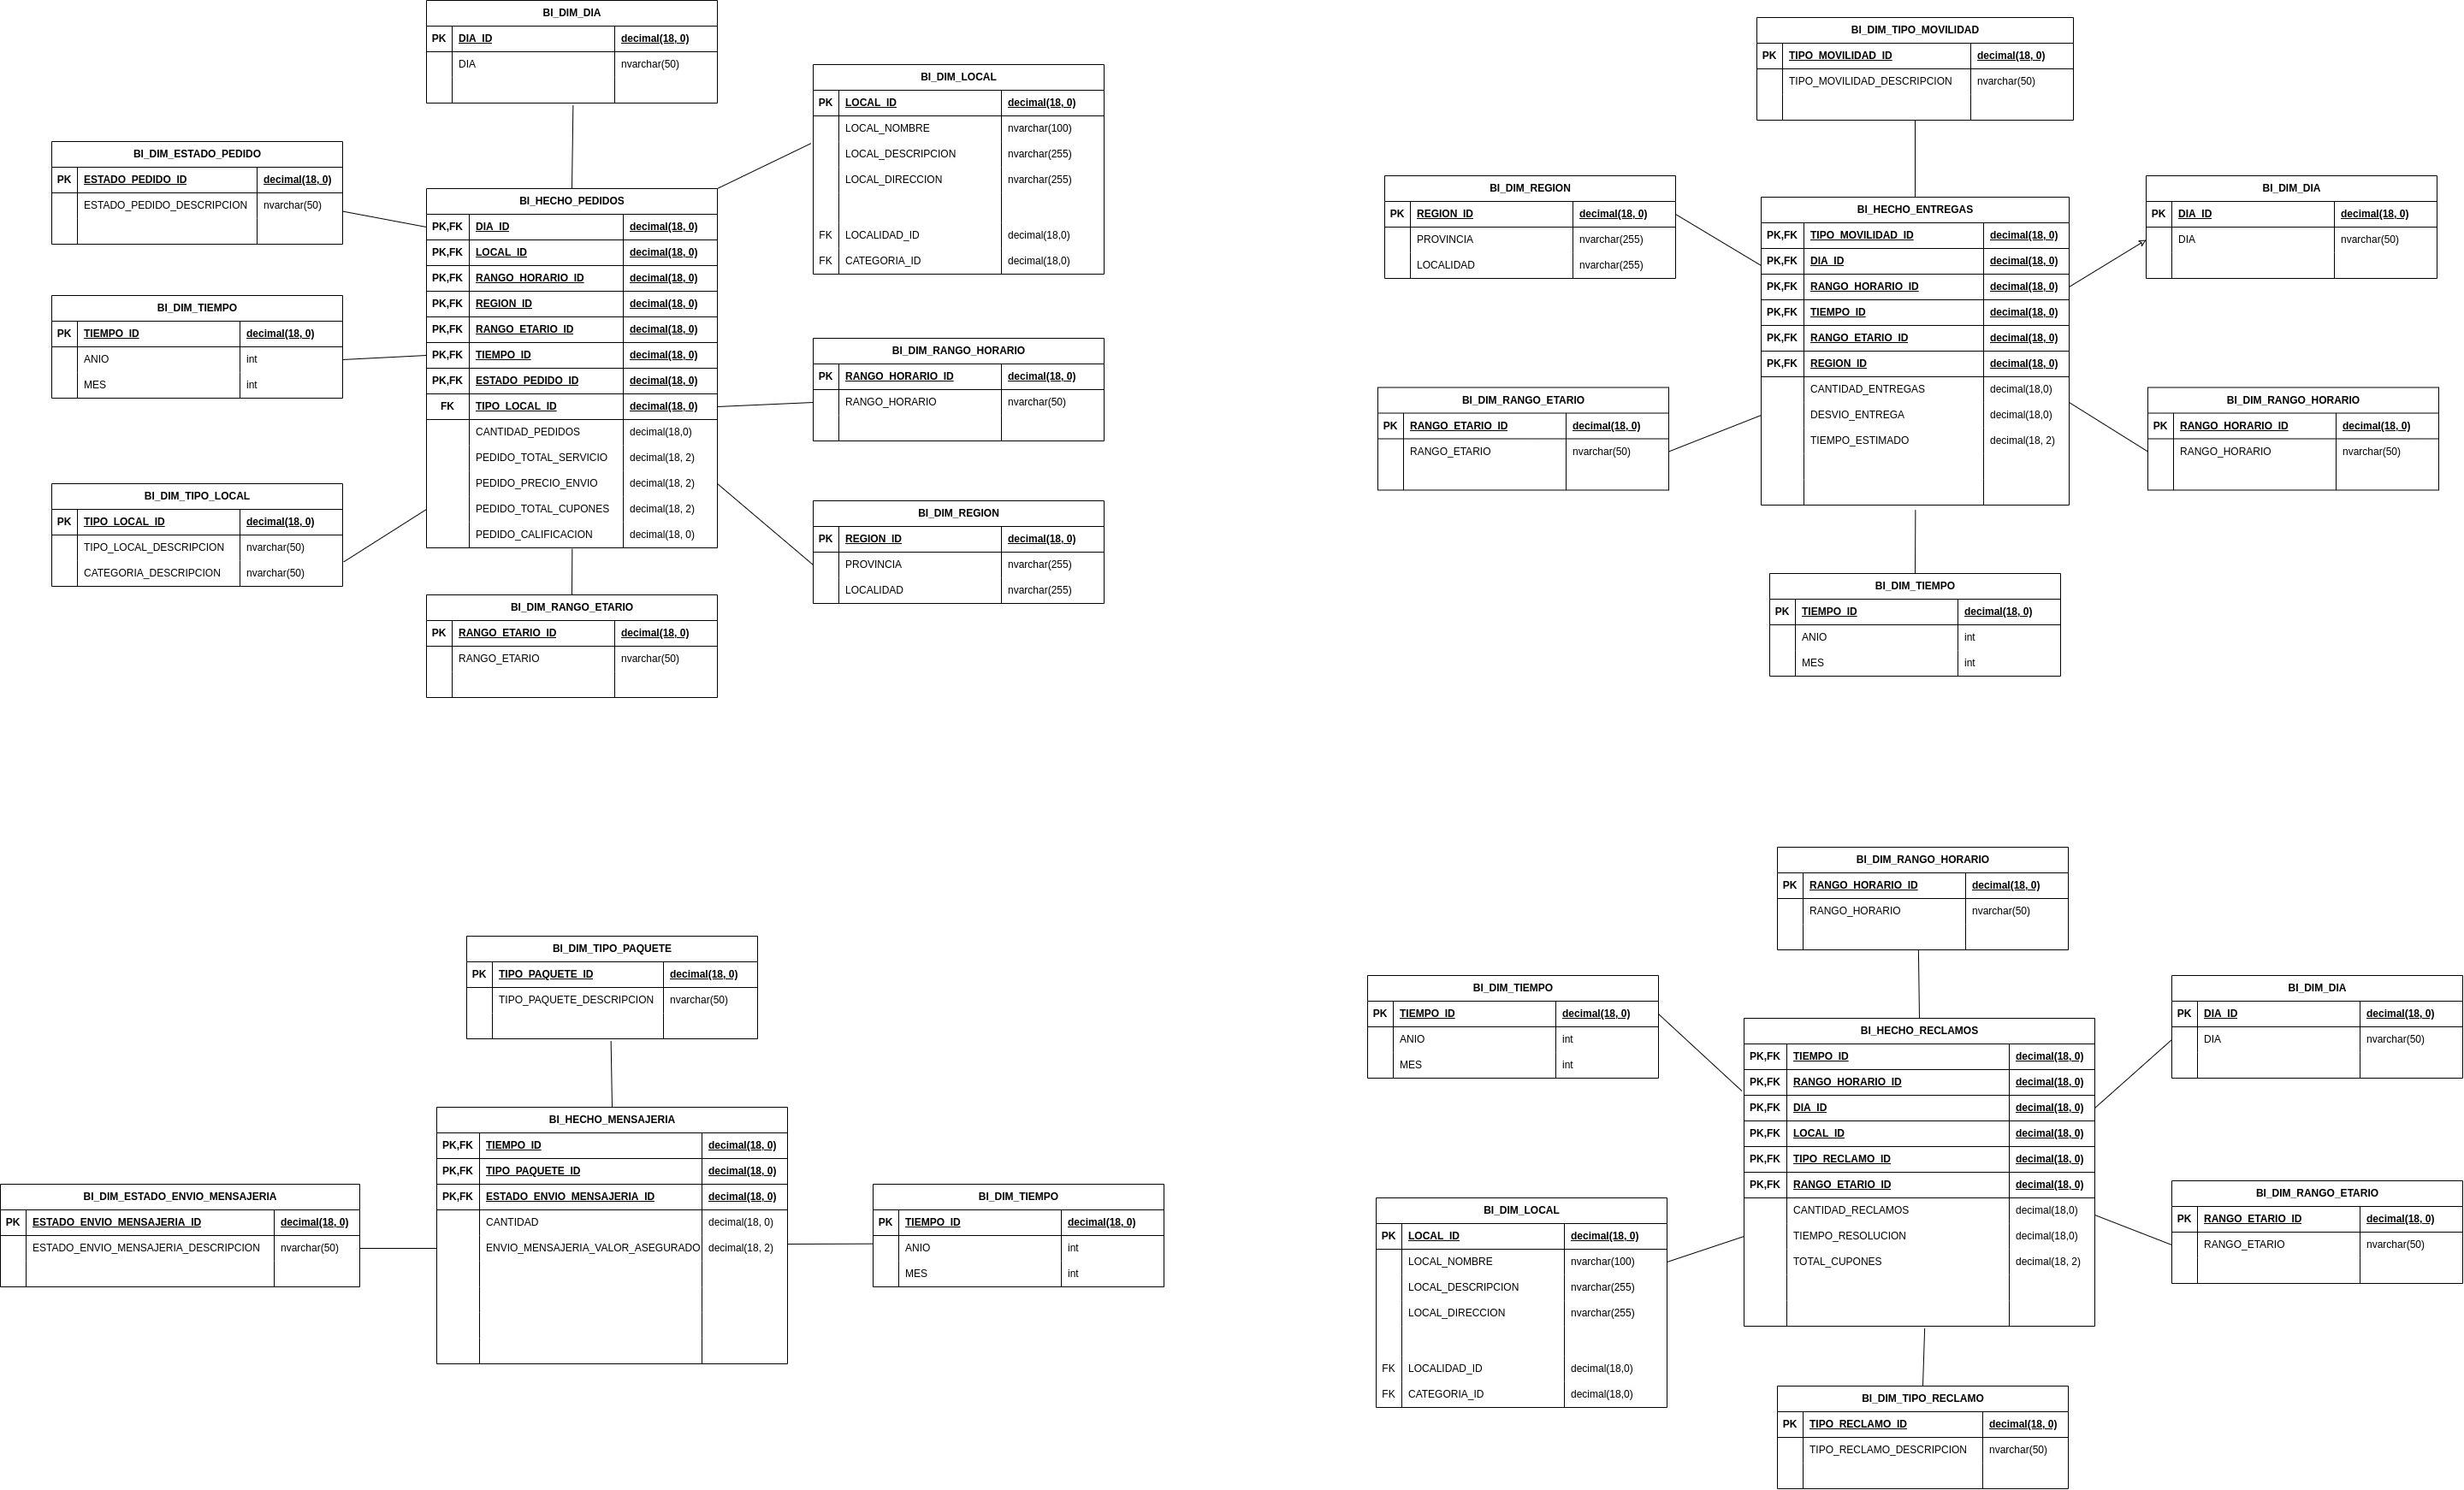 BI_DIM_DIA
PK DIA_ID decimal(18, 0)
DIA nvarchar(50)
BI_DIM_LOCAL
PK LOCAL_ID decimal(18, 0)
LOCAL_NOMBRE nvarchar(100)
LOCAL_DESCRIPCION nvarchar(255)
LOCAL_DIRECCION nvarchar(255)
FK LOCALIDAD_ID decimal(18,0)
FK CATEGORIA_ID decimal(18,0)
BI_DIM_ESTADO_PEDIDO
PK ESTADO_PEDIDO_ID decimal(18, 0)
ESTADO_PEDIDO_DESCRIPCION nvarchar(50)
BI_HECHO_PEDIDOS
PK,FK DIA_ID decimal(18, 0)
PK,FK LOCAL_ID decimal(18, 0)
PK,FK RANGO_HORARIO_ID decimal(18, 0)
PK,FK REGION_ID decimal(18, 0)
PK,FK RANGO_ETARIO_ID decimal(18, 0)
PK,FK TIEMPO_ID decimal(18, 0)
PK,FK ESTADO_PEDIDO_ID decimal(18, 0)
FK TIPO_LOCAL_ID decimal(18, 0)
CANTIDAD_PEDIDOS decimal(18,0)
PEDIDO_TOTAL_SERVICIO decimal(18, 2)
PEDIDO_PRECIO_ENVIO decimal(18, 2)
PEDIDO_TOTAL_CUPONES decimal(18, 2)
PEDIDO_CALIFICACION decimal(18, 0)
BI_DIM_TIEMPO
PK TIEMPO_ID decimal(18, 0)
ANIO int
MES int
BI_DIM_RANGO_HORARIO
PK RANGO_HORARIO_ID decimal(18, 0)
RANGO_HORARIO nvarchar(50)
BI_DIM_TIPO_LOCAL
PK TIPO_LOCAL_ID decimal(18, 0)
TIPO_LOCAL_DESCRIPCION nvarchar(50)
CATEGORIA_DESCRIPCION nvarchar(50)
BI_DIM_REGION
PK REGION_ID decimal(18, 0)
PROVINCIA nvarchar(255)
LOCALIDAD nvarchar(255)
BI_DIM_RANGO_ETARIO
PK RANGO_ETARIO_ID decimal(18, 0)
RANGO_ETARIO nvarchar(50)
BI_DIM_TIPO_MOVILIDAD
PK TIPO_MOVILIDAD_ID decimal(18, 0)
TIPO_MOVILIDAD_DESCRIPCION nvarchar(50)
BI_DIM_REGION
PK REGION_ID decimal(18, 0)
PROVINCIA nvarchar(255)
LOCALIDAD nvarchar(255)
BI_HECHO_ENTREGAS
PK,FK TIPO_MOVILIDAD_ID decimal(18, 0)
PK,FK DIA_ID decimal(18, 0)
PK,FK RANGO_HORARIO_ID decimal(18, 0)
PK,FK TIEMPO_ID decimal(18, 0)
PK,FK RANGO_ETARIO_ID decimal(18, 0)
PK,FK REGION_ID decimal(18, 0)
CANTIDAD_ENTREGAS decimal(18,0)
DESVIO_ENTREGA decimal(18,0)
TIEMPO_ESTIMADO decimal(18, 2)
BI_DIM_DIA
PK DIA_ID decimal(18, 0)
DIA nvarchar(50)
BI_DIM_RANGO_ETARIO
PK RANGO_ETARIO_ID decimal(18, 0)
RANGO_ETARIO nvarchar(50)
BI_DIM_RANGO_HORARIO
PK RANGO_HORARIO_ID decimal(18, 0)
RANGO_HORARIO nvarchar(50)
BI_DIM_TIEMPO
PK TIEMPO_ID decimal(18, 0)
ANIO int
MES int
BI_DIM_TIPO_PAQUETE
PK TIPO_PAQUETE_ID decimal(18, 0)
TIPO_PAQUETE_DESCRIPCION nvarchar(50)
BI_HECHO_MENSAJERIA
PK,FK TIEMPO_ID decimal(18, 0)
PK,FK TIPO_PAQUETE_ID decimal(18, 0)
PK,FK ESTADO_ENVIO_MENSAJERIA_ID decimal(18, 0)
CANTIDAD decimal(18, 0)
ENVIO_MENSAJERIA_VALOR_ASEGURADO decimal(18, 2)
BI_DIM_ESTADO_ENVIO_MENSAJERIA
PK ESTADO_ENVIO_MENSAJERIA_ID decimal(18, 0)
ESTADO_ENVIO_MENSAJERIA_DESCRIPCION nvarchar(50)
BI_DIM_TIEMPO
PK TIEMPO_ID decimal(18, 0)
ANIO int
MES int
BI_DIM_RANGO_HORARIO
PK RANGO_HORARIO_ID decimal(18, 0)
RANGO_HORARIO nvarchar(50)
BI_DIM_TIEMPO
PK TIEMPO_ID decimal(18, 0)
ANIO int
MES int
BI_HECHO_RECLAMOS
PK,FK TIEMPO_ID decimal(18, 0)
PK,FK RANGO_HORARIO_ID decimal(18, 0)
PK,FK DIA_ID decimal(18, 0)
PK,FK LOCAL_ID decimal(18, 0)
PK,FK TIPO_RECLAMO_ID decimal(18, 0)
PK,FK RANGO_ETARIO_ID decimal(18, 0)
CANTIDAD_RECLAMOS decimal(18,0)
TIEMPO_RESOLUCION decimal(18,0)
TOTAL_CUPONES decimal(18, 2)
BI_DIM_DIA
PK DIA_ID decimal(18, 0)
DIA nvarchar(50)
BI_DIM_LOCAL
PK LOCAL_ID decimal(18, 0)
LOCAL_NOMBRE nvarchar(100)
LOCAL_DESCRIPCION nvarchar(255)
LOCAL_DIRECCION nvarchar(255)
FK LOCALIDAD_ID decimal(18,0)
FK CATEGORIA_ID decimal(18,0)
BI_DIM_RANGO_ETARIO
PK RANGO_ETARIO_ID decimal(18, 0)
RANGO_ETARIO nvarchar(50)
BI_DIM_TIPO_RECLAMO
PK TIPO_RECLAMO_ID decimal(18, 0)
TIPO_RECLAMO_DESCRIPCION nvarchar(50)